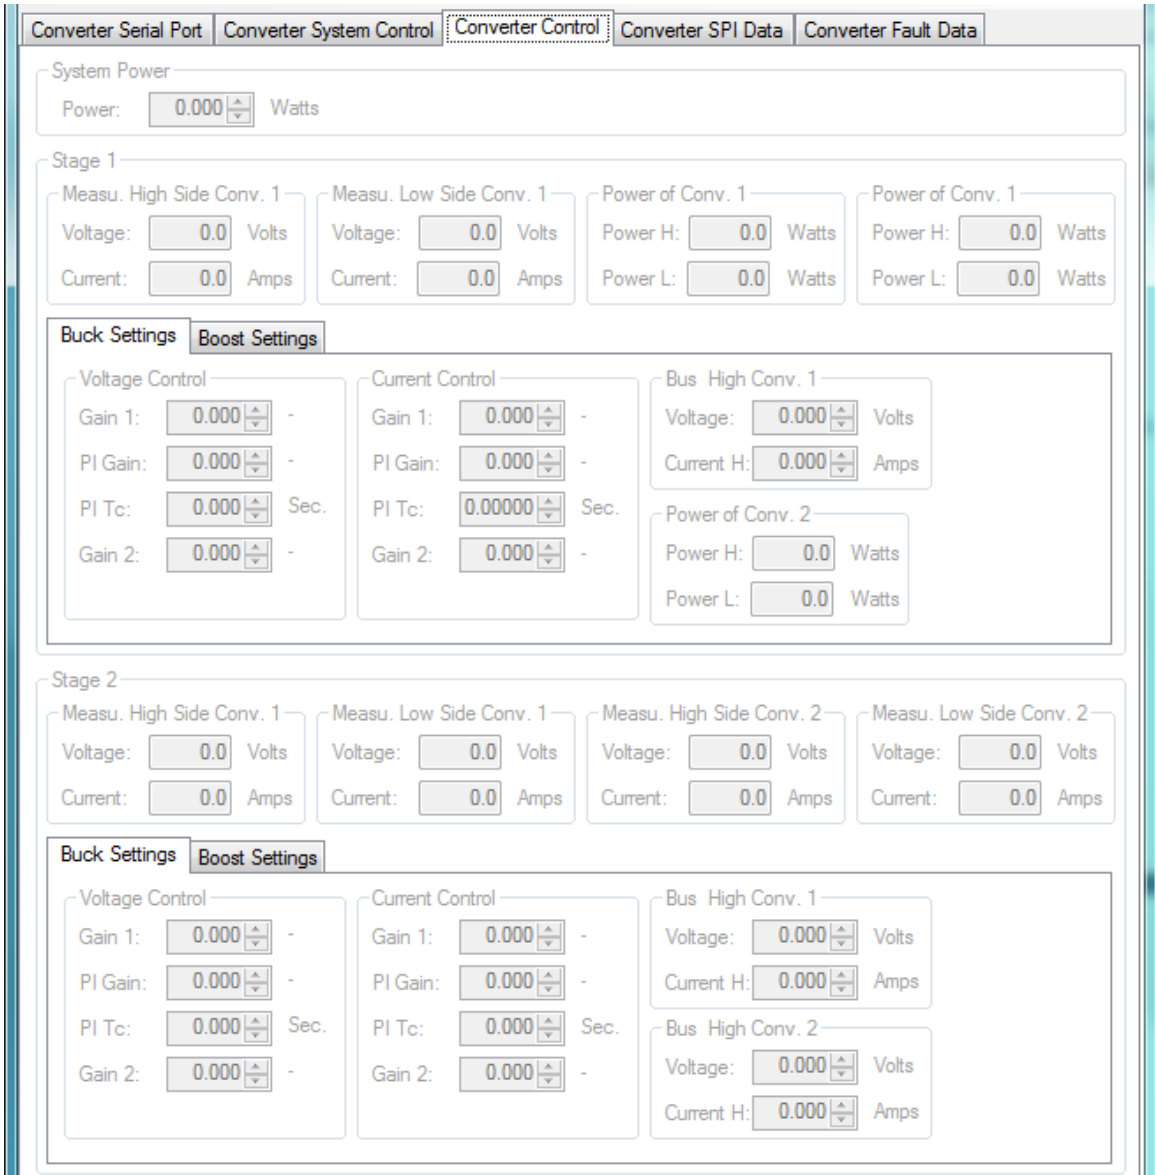 Converter Serial Port Converter System Control Converter Control Converter SPI Data Converter Fault Data
System Power
Power: 0.000 Watts
Stage 1
Measu. High Side Conv. 1 Measu. Low Side Conv. 1 Power of Conv. 1 Power of Conv. 1
Voltage: 0.0 Volts Voltage: 0.0 Volts Power H: 0.0 Watts Power H: 0.0 Watts
Current: 0.0 Amps Current: 0.0 Amps Power L: 0.0 Watts Power L: 0.0 Watts
Buck Settings Boost Settings
Voltage Control Current Control Bus High Conv. 1
Gain 1: 0.000 - Gain 1: 0.000 - Voltage: 0.000 Volts
PI Gain: 0.000 - PI Gain: 0.000 - Current H: 0.000 Amps
PI Tc: 0.000 Sec. PI Tc: 0.00000 Sec. Power of Conv. 2
Gain 2: 0.000 - Gain 2: 0.000 - Power H: 0.0 Watts
Power L: 0.0 Watts
Stage 2
Measu. High Side Conv. 1 Measu. Low Side Conv. 1 Measu. High Side Conv. 2 Measu. Low Side Conv. 2
Voltage: 0.0 Volts Voltage: 0.0 Volts Voltage: 0.0 Volts Voltage: 0.0 Volts
Current: 0.0 Amps Current: 0.0 Amps Current: 0.0 Amps Current: 0.0 Amps
Buck Settings Boost Settings
Voltage Control Current Control Bus High Conv. 1
Gain 1: 0.000 - Gain 1: 0.000 - Voltage: 0.000 Volts
PI Gain: 0.000 - PI Gain: 0.000 - Current H: 0.000 Amps
PI Tc: 0.000 Sec. PI Tc: 0.000 Sec. Bus High Conv. 2
Gain 2: 0.000 - Gain 2: 0.000 - Voltage: 0.000 Volts
Current H: 0.000 Amps